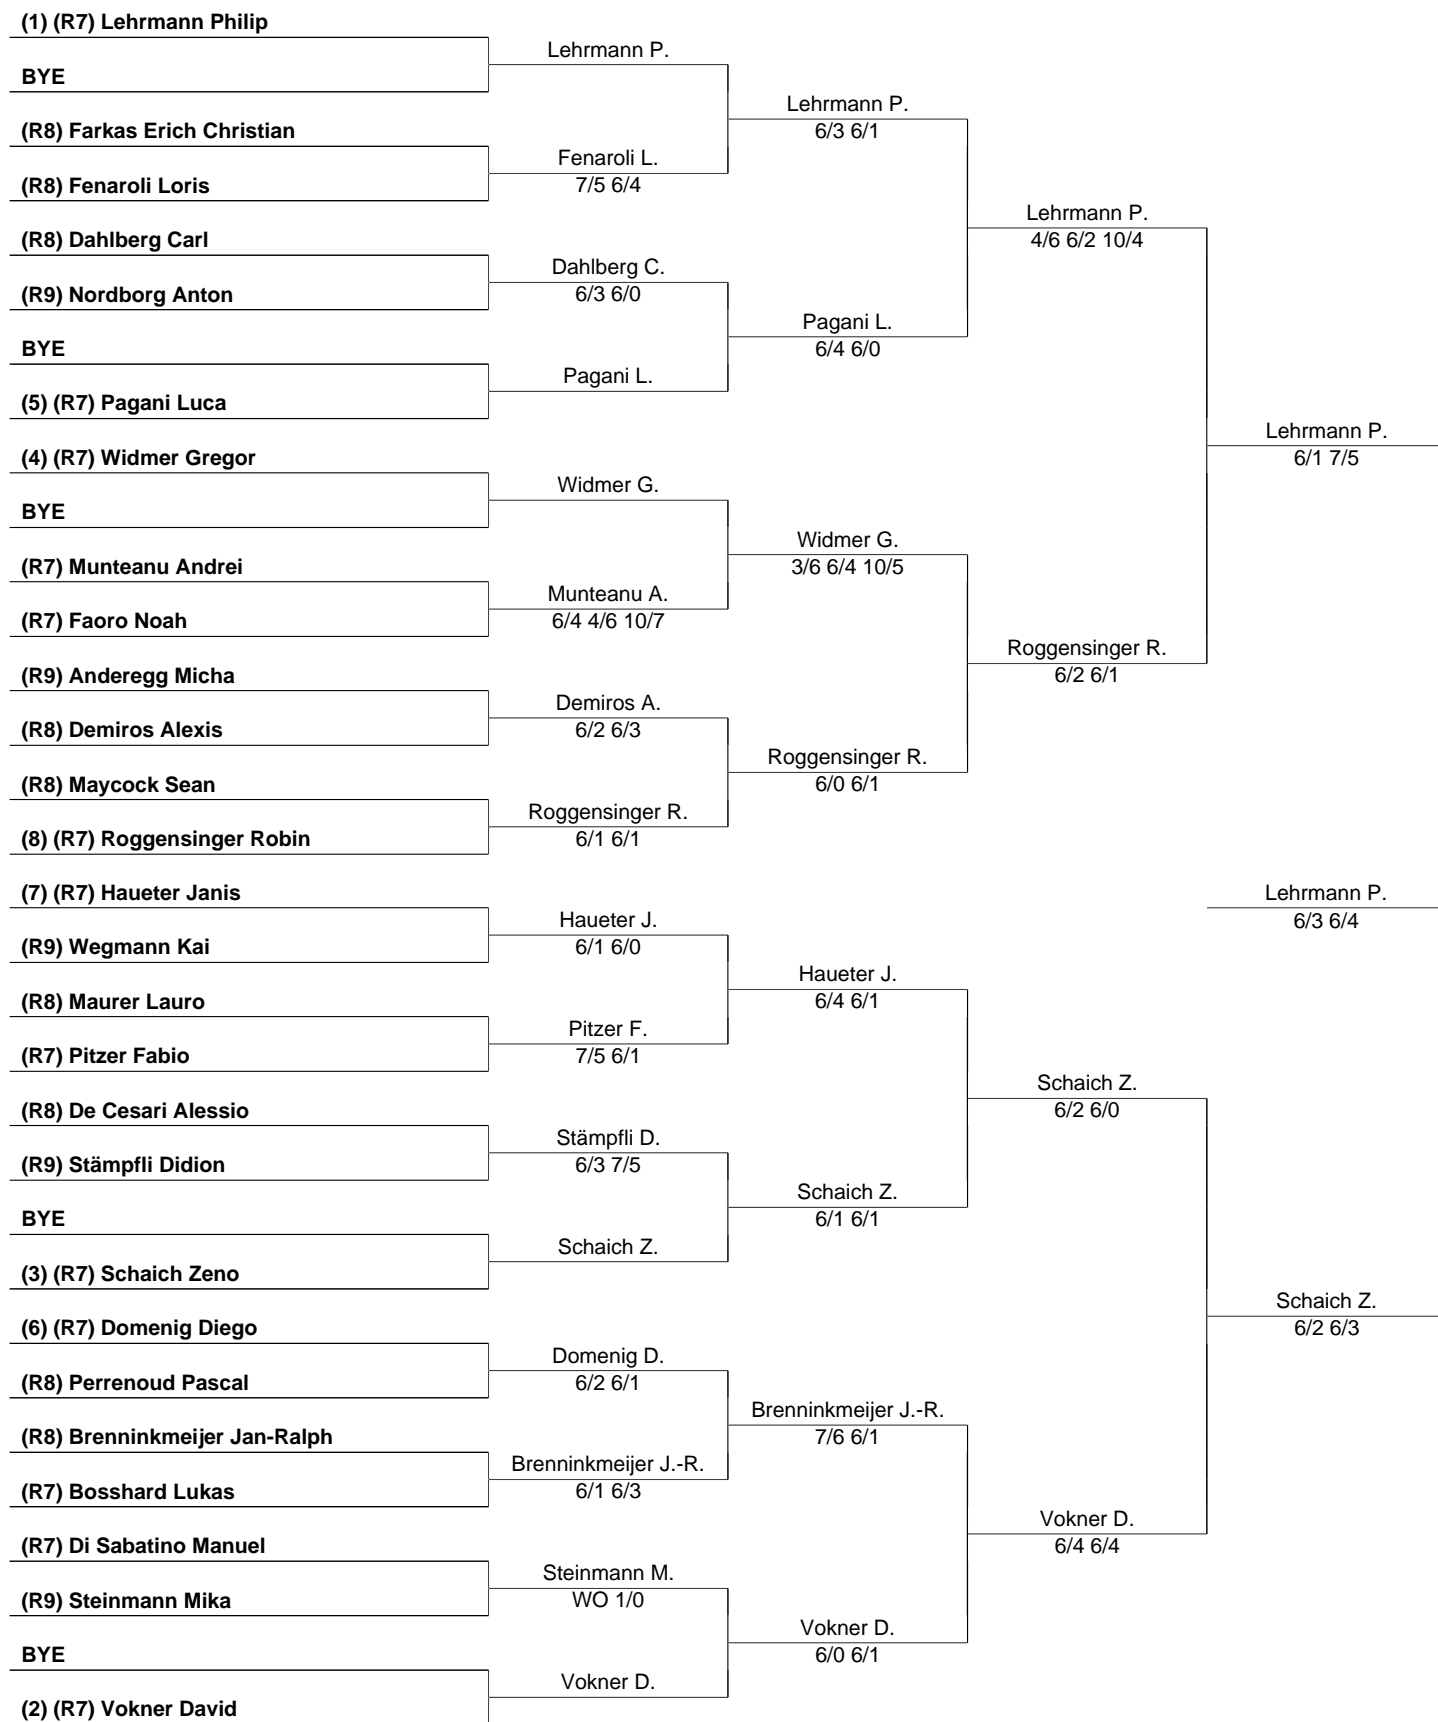 (1) (R7) Lehrmann Philip
BYE
(R8) Farkas Erich Christian
(R8) Fenaroli Loris
(R8) Dahlberg Carl
(R9) Nordborg Anton
BYE
(5) (R7) Pagani Luca
(4) (R7) Widmer Gregor
BYE
(R7) Munteanu Andrei
(R7) Faoro Noah
(R9) Anderegg Micha
(R8) Demiros Alexis
(R8) Maycock Sean
(8) (R7) Roggensinger Robin
(7) (R7) Haueter Janis
(R9) Wegmann Kai
(R8) Maurer Lauro
(R7) Pitzer Fabio
(R8) De Cesari Alessio
(R9) Stämpfli Didion
BYE
(3) (R7) Schaich Zeno
(6) (R7) Domenig Diego
(R8) Perrenoud Pascal
(R8) Brenninkmeijer Jan-Ralph
(R7) Bosshard Lukas
(R7) Di Sabatino Manuel
(R9) Steinmann Mika
BYE
(2) (R7) Vokner David
Lehrmann P.
Fenaroli L.
7/5 6/4
Dahlberg C.
6/3 6/0
Pagani L.
Widmer G.
Munteanu A.
6/4 4/6 10/7
Demiros A.
6/2 6/3
Roggensinger R.
6/1 6/1
Haueter J.
6/1 6/0
Pitzer F.
7/5 6/1
Stämpfli D.
6/3 7/5
Schaich Z.
Domenig D.
6/2 6/1
Brenninkmeijer J.-R.
6/1 6/3
Steinmann M.
WO 1/0
Vokner D.
Lehrmann P.
6/3 6/1
Pagani L.
6/4 6/0
Widmer G.
3/6 6/4 10/5
Roggensinger R.
6/0 6/1
Haueter J.
6/4 6/1
Schaich Z.
6/1 6/1
Brenninkmeijer J.-R.
7/6 6/1
Vokner D.
6/0 6/1
Lehrmann P.
4/6 6/2 10/4
Roggensinger R.
6/2 6/1
Schaich Z.
6/2 6/0
Vokner D.
6/4 6/4
Lehrmann P.
6/1 7/5
Lehrmann P.
6/3 6/4
Schaich Z.
6/2 6/3